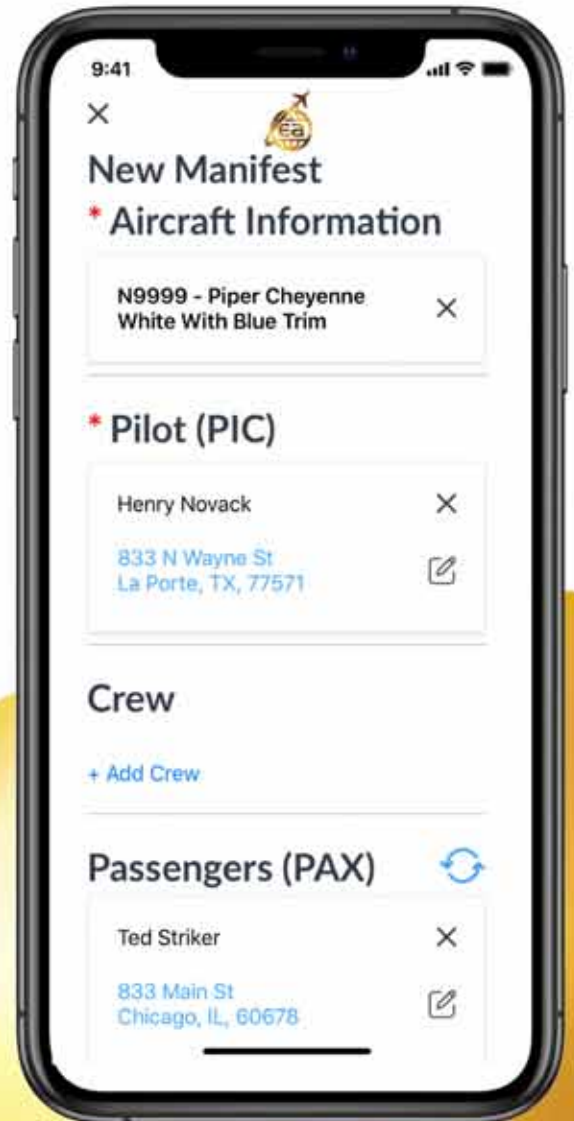 9:41
ea
New Manifest
* Aircraft Information
N9999 - Piper Cheyenne
White With Blue Trim
* Pilot (PIC)
Henry Novack
833 N Wayne St
La Porte, TX, 77571
Crew
+ Add Crew
Passengers (PAX)
Ted Striker
833 Main St
Chicago, IL, 60678